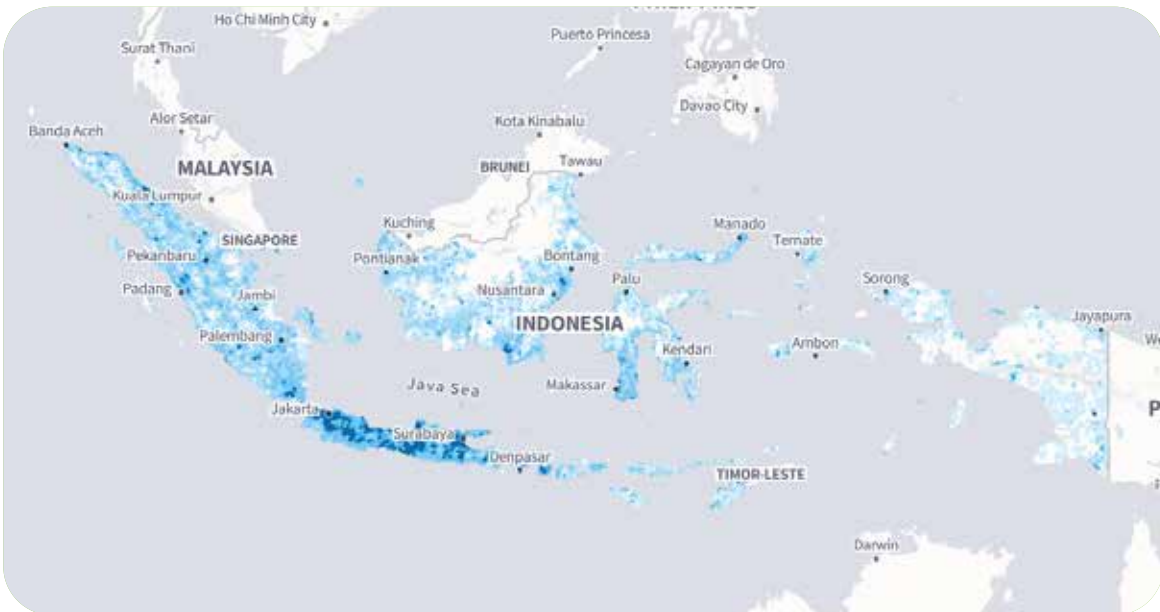 Ho Chi Minh City
Puerto Princesa
Surat Thani
Cagayan de Oro
Davao City
Alor Setar
Kota Kinabalu
Banda Aceh
MALAYSIA
BRUNEI
Tawau
Kuala Lumpur
Kuching
Manado
Ternate
SINGAPORE
Pekanbaru
Pontianak
Bontang
Palu
Sorong
Padang
Jambi
Nusantara
INDONESIA
Jayapura
Palembang
Kendari
Ambon
Java Sea
Makassar
Jakarta
Surabaya
Denpasar
TIMOR-LESTE
Darwin